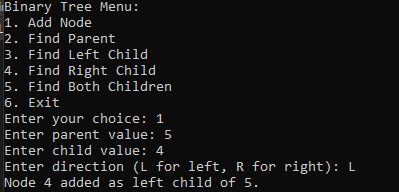 Binary Tree Menu:
1. Add Node
2. Find Parent
3. Find Left Child
4. Find Right Child
5. Find Both Children
6. Exit
Enter your choice: 1
Enter parent value: 5
Enter child value: 4
Enter direction (L for left, R for right): L
Node 4 added as left child of 5.